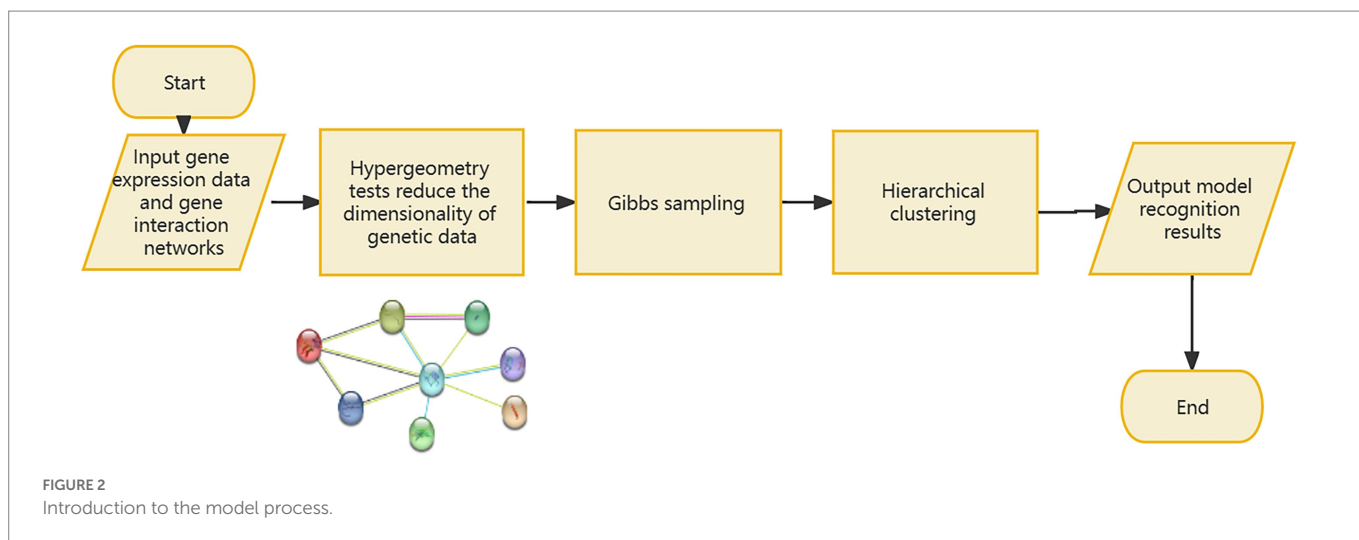 Start
Input gene
expression data
and gene
interaction
networks
Hypergeometry
tests reduce the
dimensionality of
genetic data
Gibbs sampling
Hierarchical
clustering
Output model
recognition
results
End
FIGURE 2
Introduction to the model process.